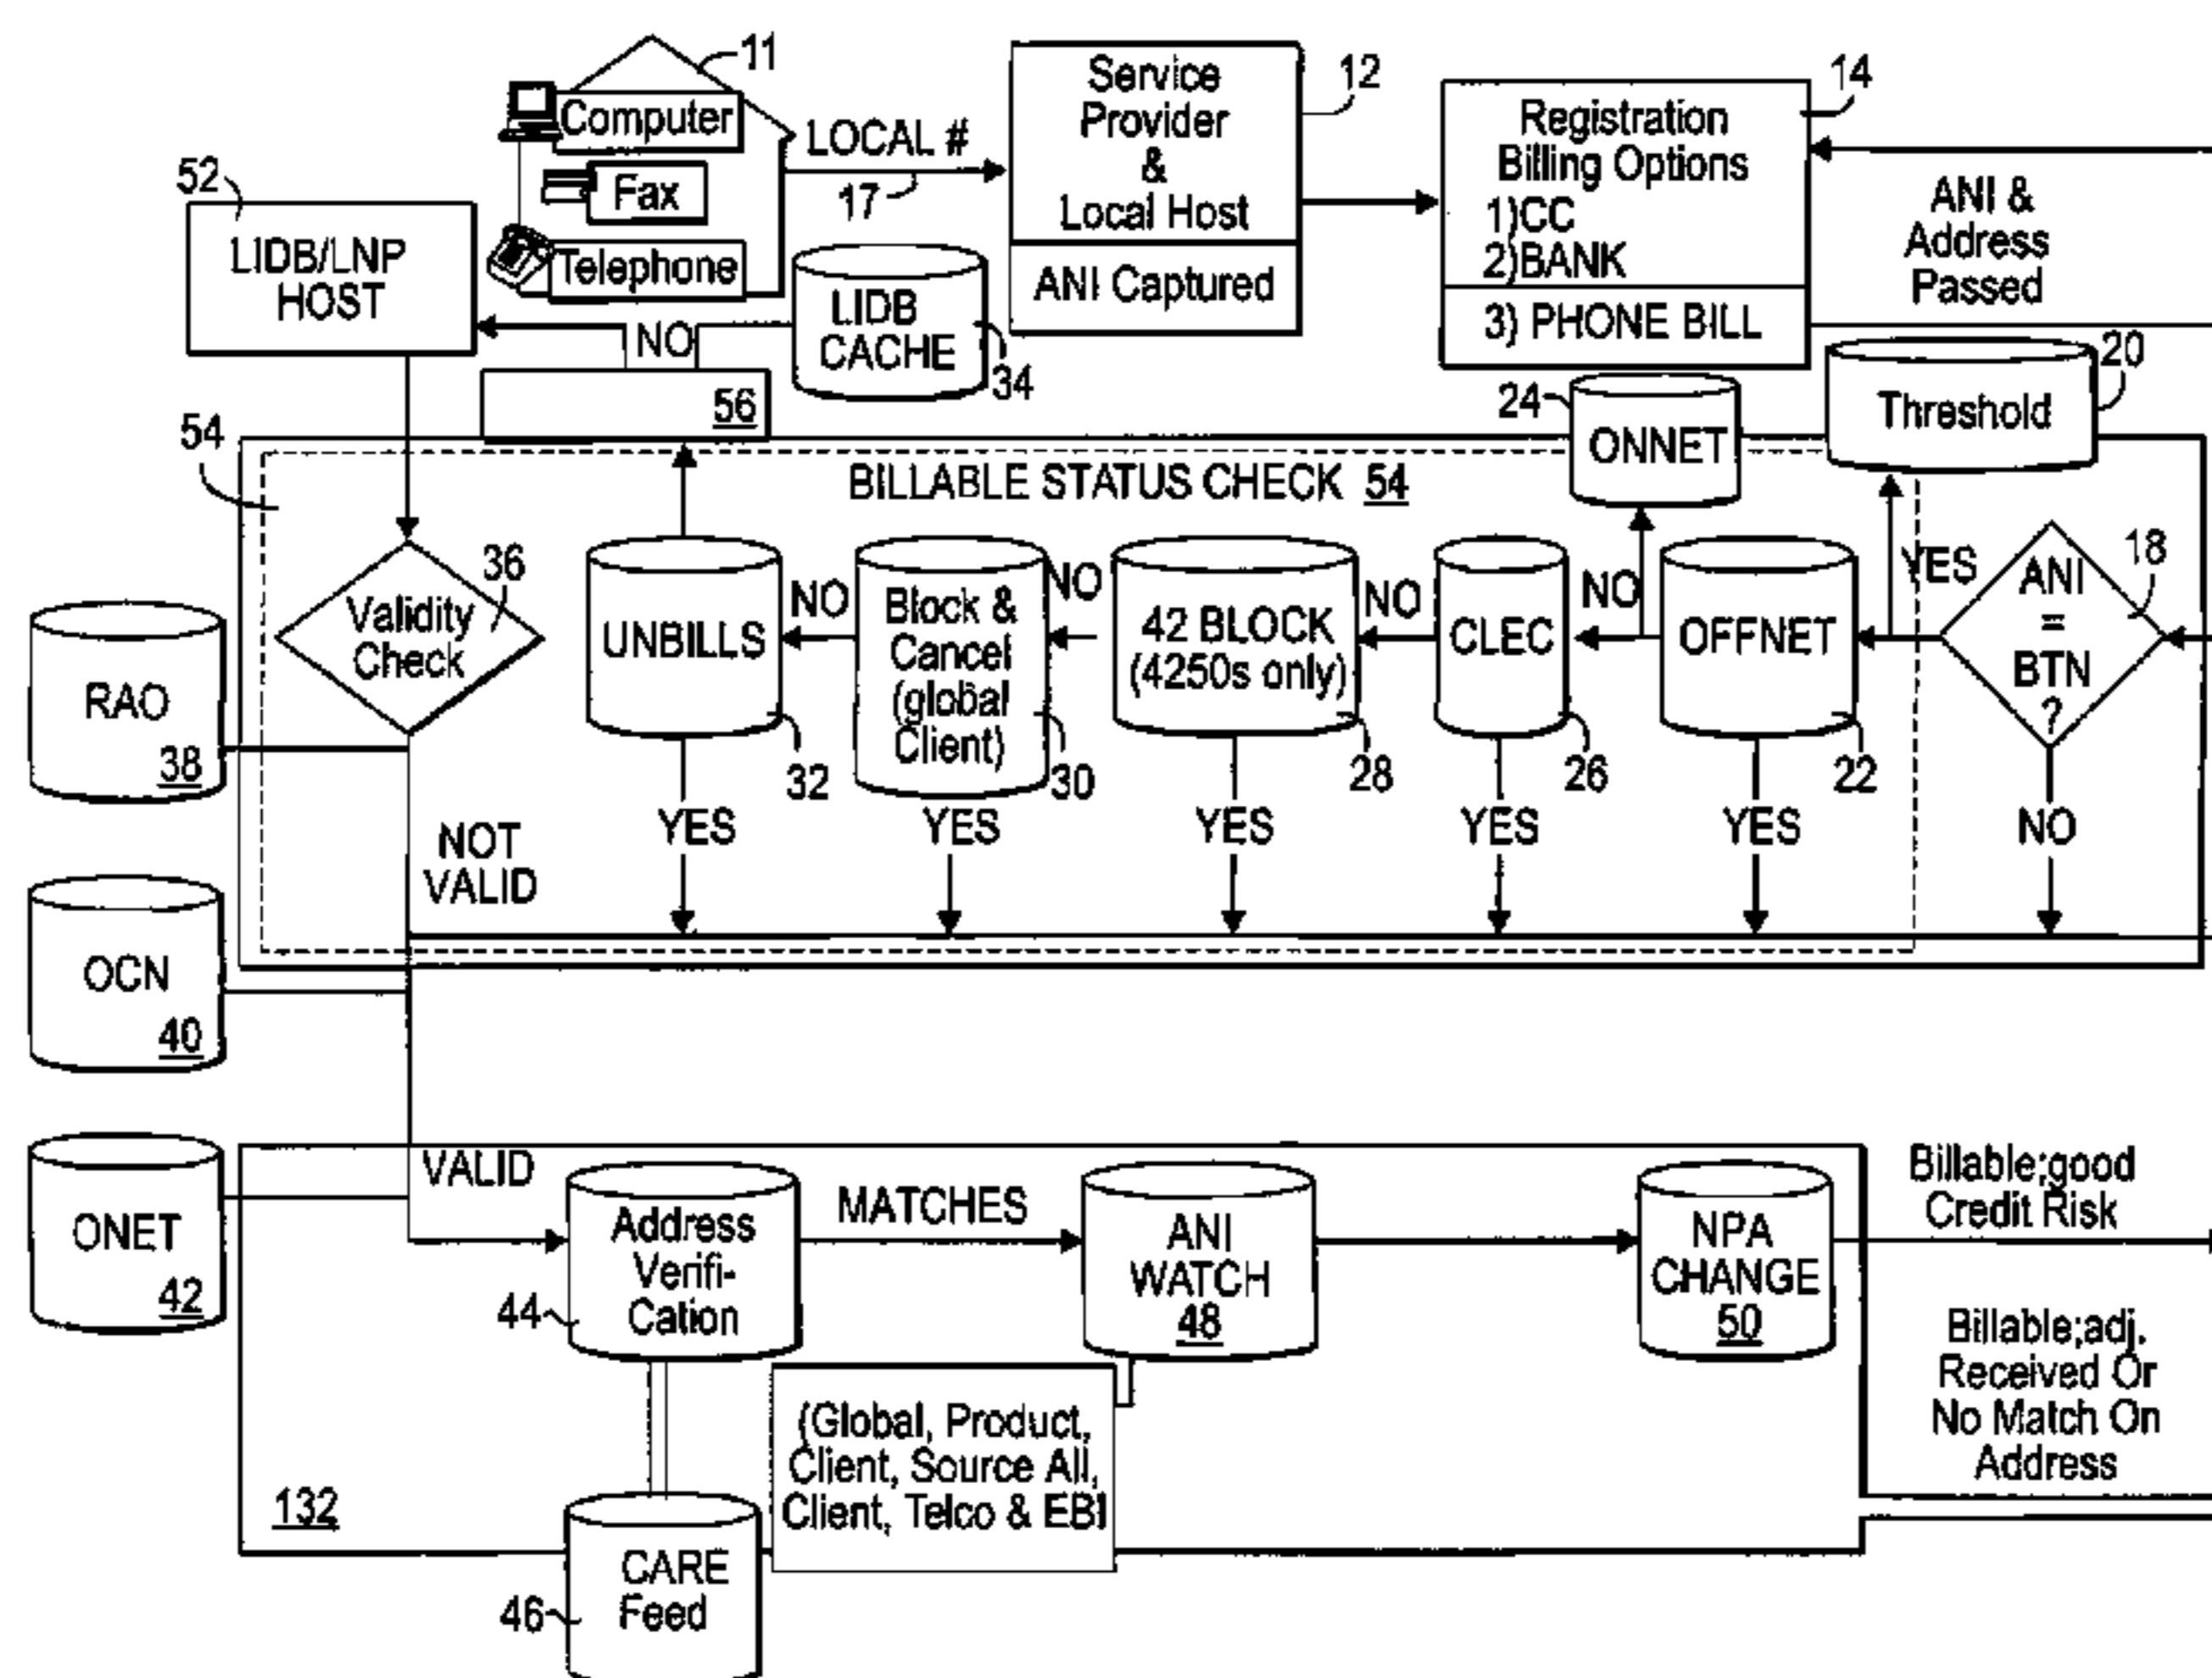 11
Computer
Fax
Telephone
LOCAL #
17
Service
Provider
&
Local Host
ANI Captured
12
Registration
Billing Options
1)CC
2)BANK
3) PHONE BILL
14
ANI &
Address
Passed
52
LIDB/LNP
HOST
NO
LIDB
CACHE
34
56
24
ONNET
Threshold
20
54
BILLABLE STATUS CHECK 54
Validity
Check
36
UNBILLS
32
NO
Block &
Cancel
(global
Client)
30
NO
42 BLOCK
(4250s only)
28
NO
CLEC
26
NO
OFFNET
22
YES
ANI
=
BTN
?
18
RAO
38
NOT
VALID
YES
YES
YES
YES
YES
NO
OCN
40
ONET
42
VALID
Address
Verifi-
Cation
44
MATCHES
ANI
WATCH
48
NPA
CHANGE
50
Billable;good
Credit Risk
Billable;adj.
Received Or
No Match On
Address
(Global, Product,
Client, Source All,
Client, Telco & EBI
132
CARE
Feed
46